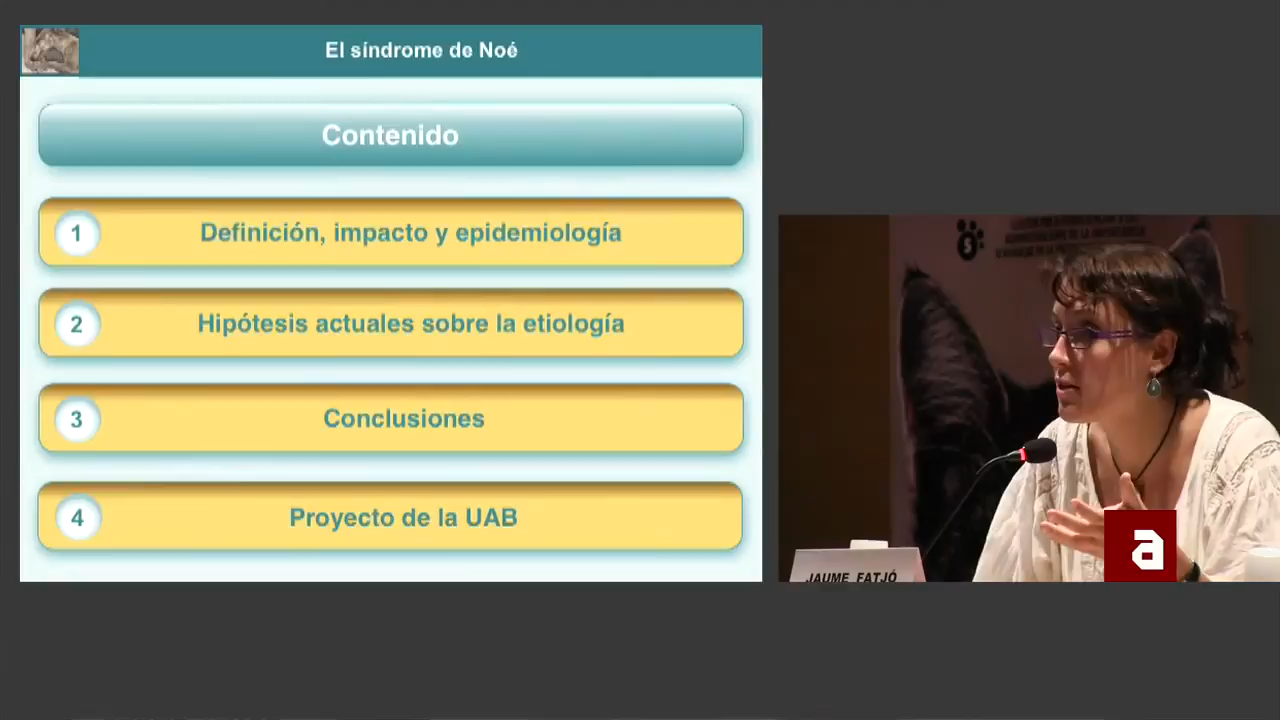 El síndrome de Noé
Contenido
1 Definición, impacto y epidemiología
2 Hipótesis actuales sobre la etiología
3 Conclusiones
4 Proyecto de la UAB
S
JAUME FATJÓ
a